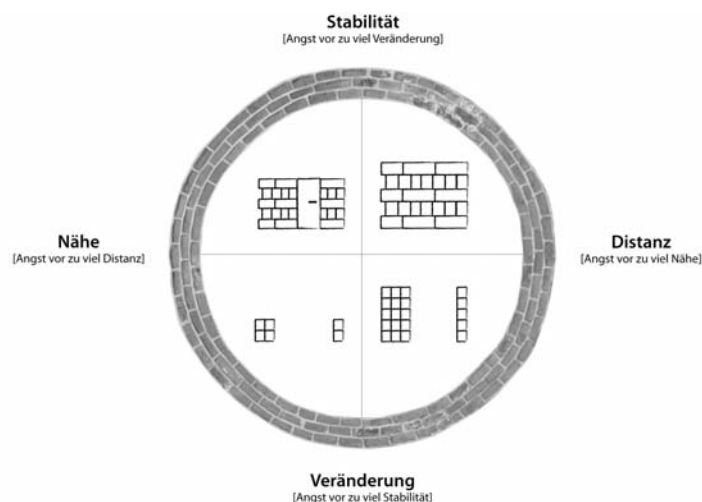 Stabilität
[Angst vor zu viel Veränderung]
Nähe
[Angst vor zu viel Distanz]
Distanz
[Angst vor zu viel Nähe]
Veränderung
[Angst vor zu viel Stabilität]